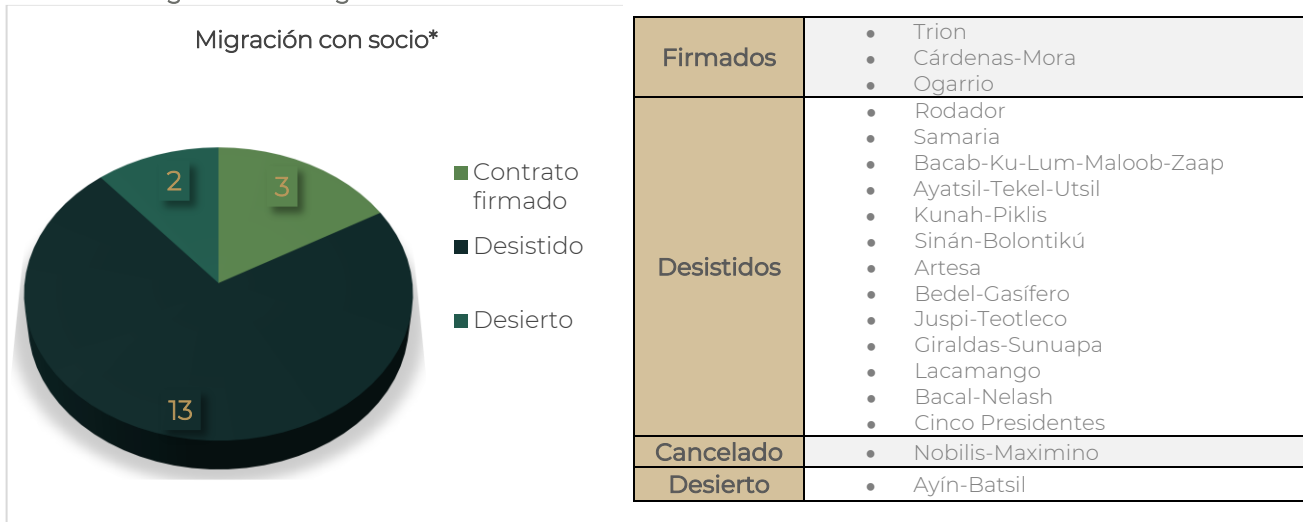 Migración con socio*
2
3
13
Contrato
firmado
Desistido
Desierto
Firmados
• Trion
• Cárdenas-Mora
• Ogarrio
Desistidos
• Rodador
• Samaria
• Bacab-Ku-Lum-Maloob-Zaap
• Ayatsil-Tekel-Utsil
• Kunah-Piklis
• Sinán-Bolontikú
• Artesa
• Bedel-Gasífero
• Juspi-Teotleco
• Giraldas-Sunuapa
• Lacamango
• Bacal-Nelash
• Cinco Presidentes
Cancelado
• Nobilis-Maximino
Desierto
• Ayín-Batsil